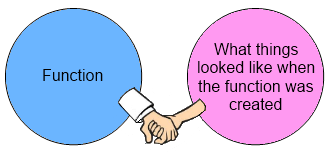 Function
What things
looked like when
the function was
created